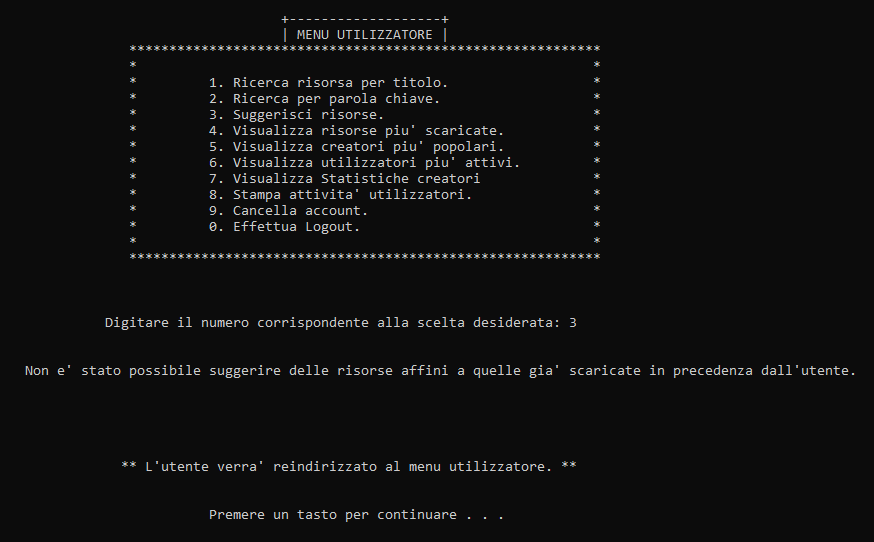 +-------------------+
| MENU UTILIZZATORE |
***********************************************************
* *
* 1. Ricerca risorsa per titolo. *
* 2. Ricerca per parola chiave. *
* 3. Suggerisci risorse. *
* 4. Visualizza risorse piu' scaricate. *
* 5. Visualizza creatori piu' popolari. *
* 6. Visualizza utilizzatori piu' attivi. *
* 7. Visualizza Statistiche creatori *
* 8. Stampa attivita' utilizzatori. *
* 9. Cancella account. *
* 0. Effettua Logout. *
* *
***********************************************************
Digitare il numero corrispondente alla scelta desiderata: 3
Non e' stato possibile suggerire delle risorse affini a quelle gia' scaricate in precedenza dall'utente.
** L'utente verra' reindirizzato al menu utilizzatore. **
Premere un tasto per continuare . . .